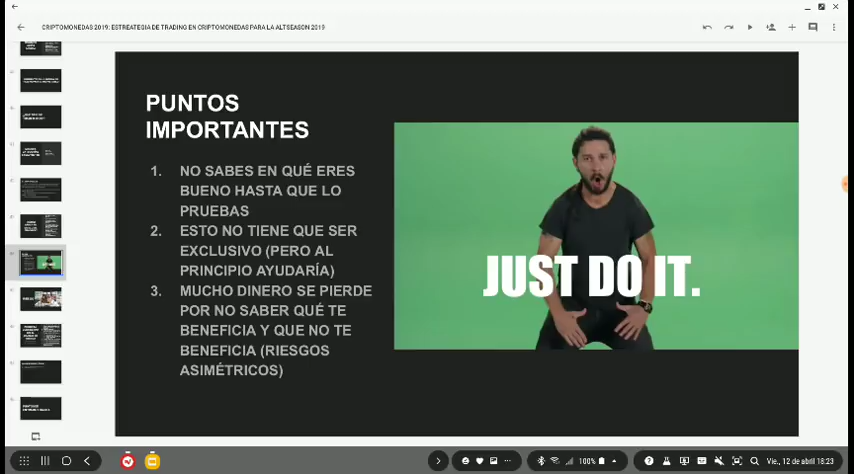 CRIPTOMONEDAS 2019: ESTREATEGIA DE TRADING EN CRIPTOMONEDAS PARA LA ALTSEASON 2019
PUNTOS
IMPORTANTES
1. NO SABES EN QUÉ ERES
BUENO HASTA QUE LO
PRUEBAS
2. ESTO NO TIENE QUE SER
EXCLUSIVO (PERO AL
PRINCIPIO AYUDARÍA)
3. MUCHO DINERO SE PIERDE
POR NO SABER QUÉ TE
BENEFICIA Y QUE NO TE
BENEFICIA (RIESGOS
ASIMÉTRICOS)
JUST DO IT.
100%
Vie., 12 de abril 18:23